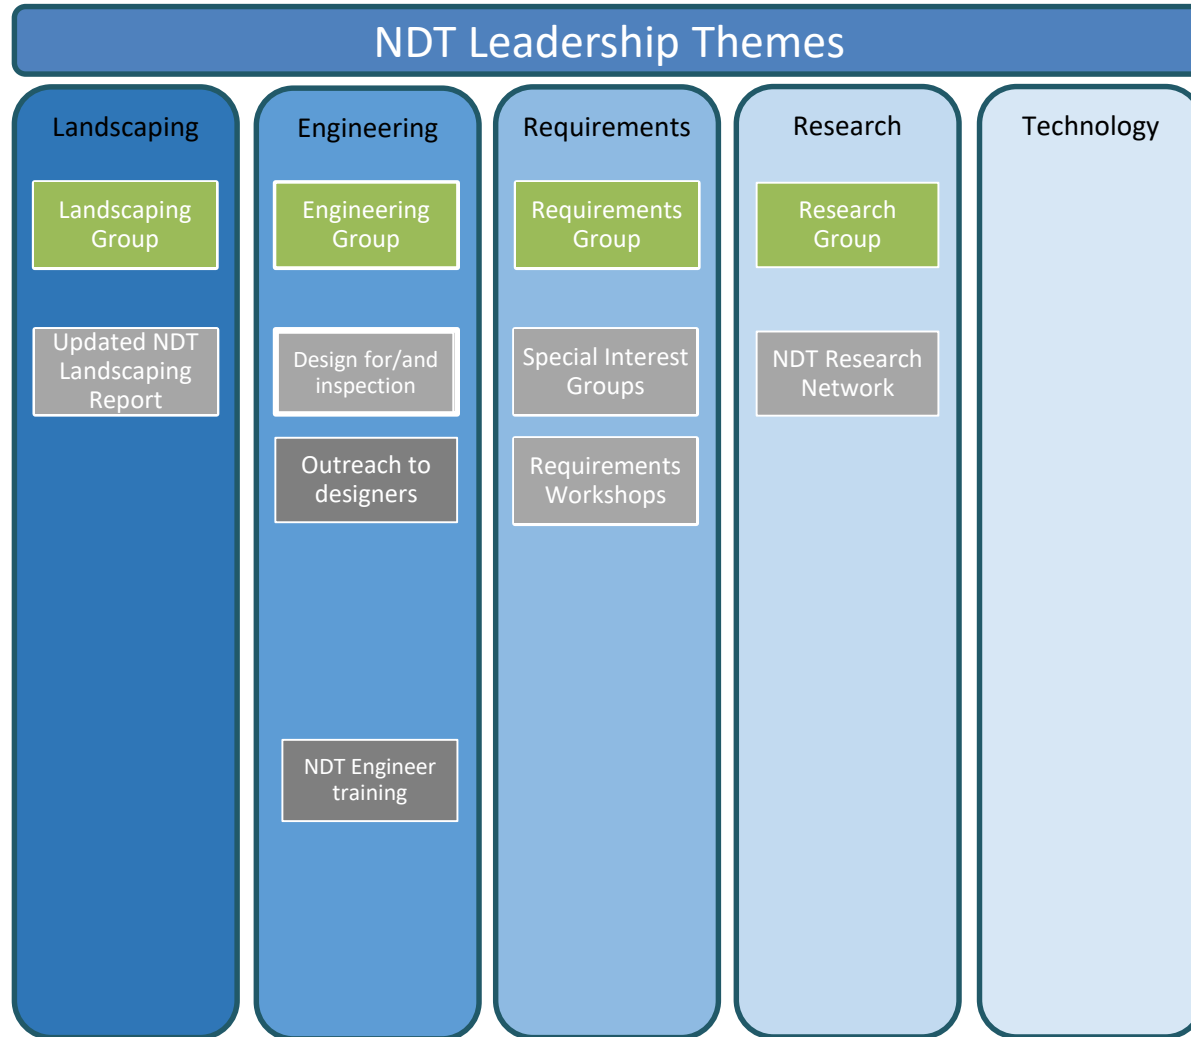 NDT Leadership Themes
Landscaping
Landscaping
Group
Updated NDT
Landscaping
Report
Engineering
Engineering
Group
Design for/and
inspection
Outreach to
designers
NDT Engineer
training
Requirements
Requirements
Group
Special Interest
Groups
Requirements
Workshops
Research
Research
Group
NDT Research
Network
Technology